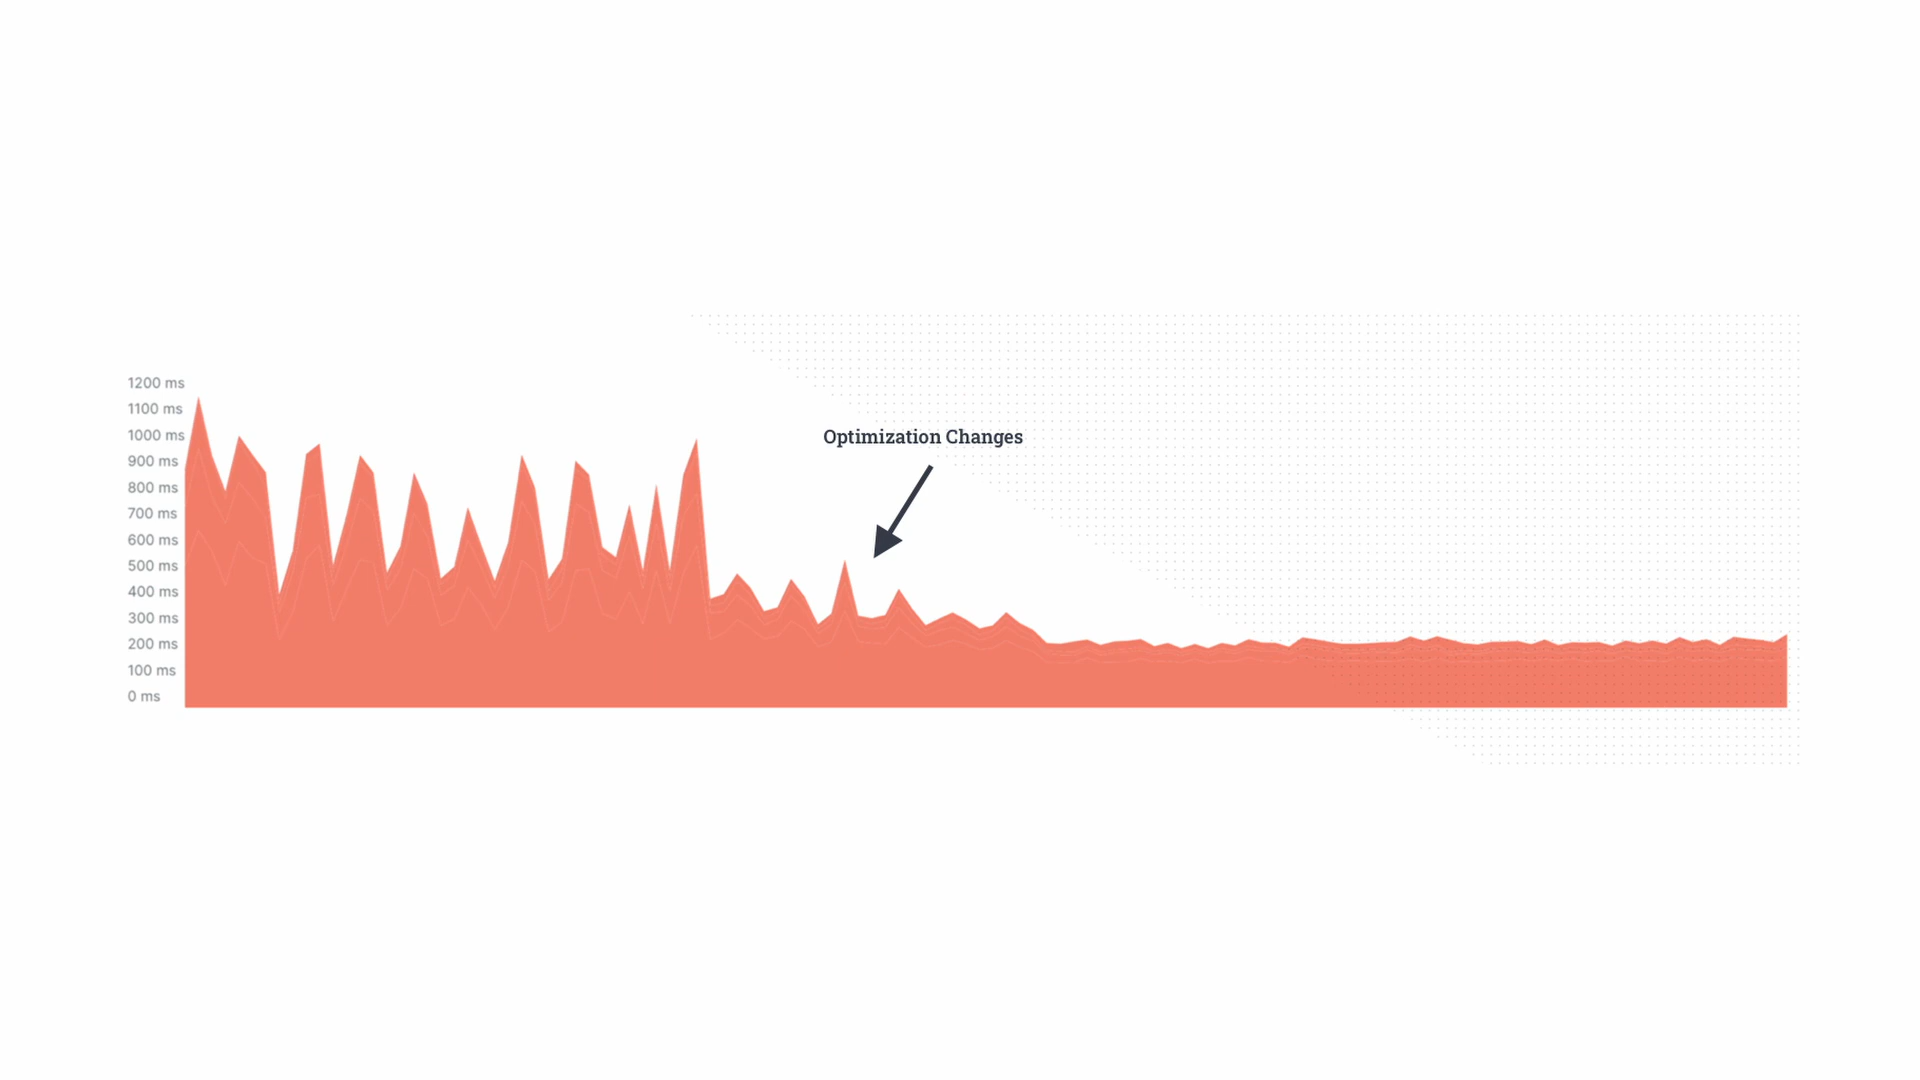 1200 ms
1100 ms
1000 ms
900 ms
800 ms
700 ms
600 ms
500 ms
400 ms
300 ms
200 ms
100 ms
0 ms
Optimization Changes